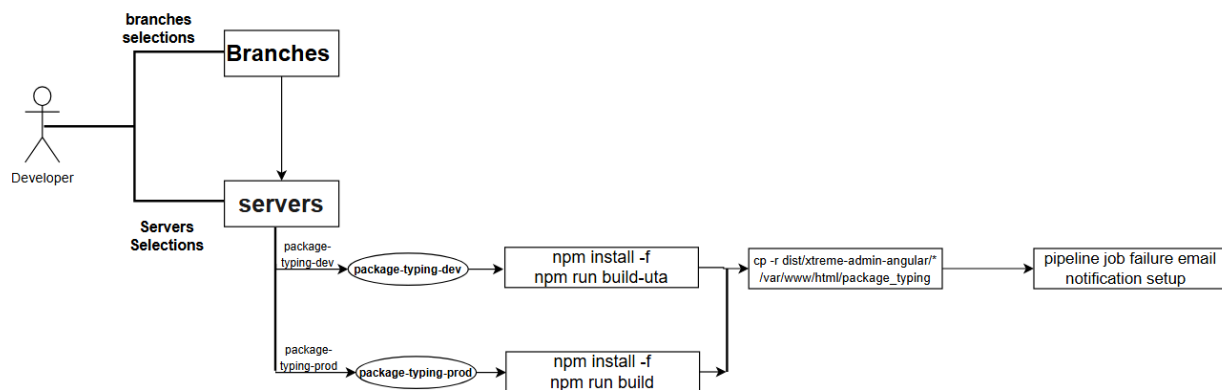 branches
selections
Branches
Developer
servers
Servers
Selections
package-
typing-dev
package-typing-dev
npm install -f
npm run build-uta
cp -r dist/xtreme-admin-angular/*
/var/www/html/package_typing
pipeline job failure email
notification setup
package-
typing-prod
package-typing-prod
npm install -f
npm run build